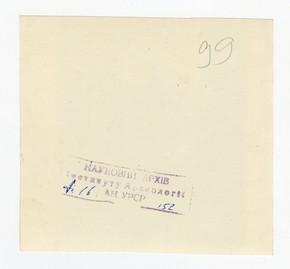 99
НАУКОВИЙ АРХІВ
Інституту Археології
АН УРСР
16 152